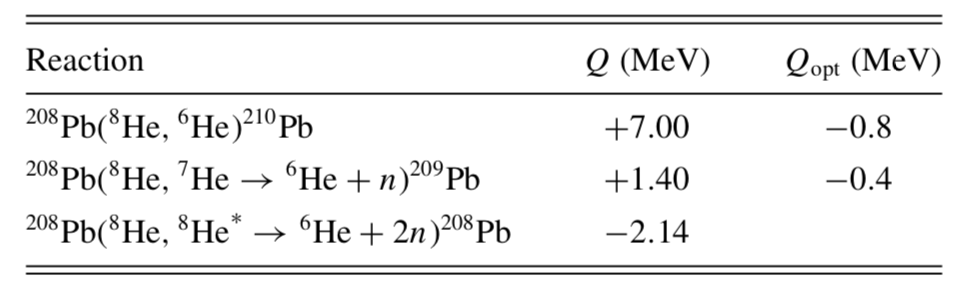 Reaction Q (MeV) Qopt (MeV)
²⁰⁸Pb(⁸He, ⁶He)²¹⁰Pb +7.00 −0.8
²⁰⁸Pb(⁸He, ⁷He → ⁶He + n)²⁰⁹Pb +1.40 −0.4
²⁰⁸Pb(⁸He, ⁸He* → ⁶He + 2n)²⁰⁸Pb −2.14